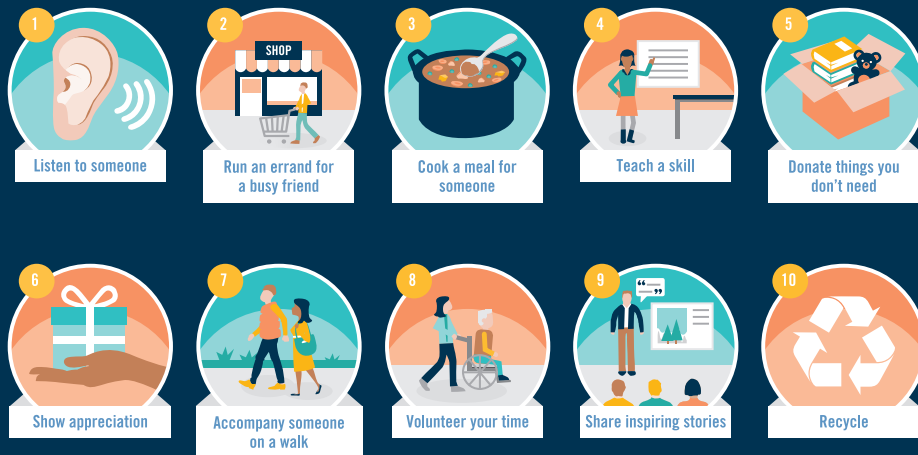 1
Listen to someone
2
SHOP
Run an errand for
a busy friend
3
Cook a meal for
someone
4
Teach a skill
5
Donate things you
don't need
6
Show appreciation
7
Accompany someone
on a walk
8
Volunteer your time
9
Share inspiring stories
10
Recycle